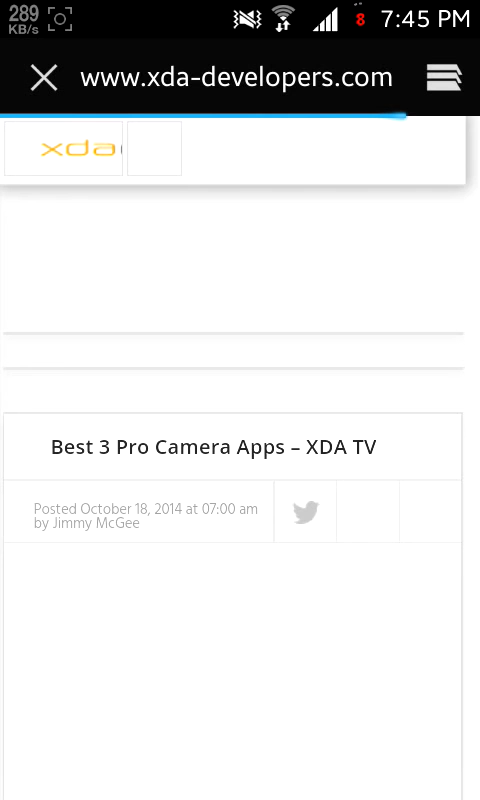 289
KB/s
8
7:45 PM
www.xda-developers.com
xda
Best 3 Pro Camera Apps – XDA TV
Posted October 18, 2014 at 07:00 am
by Jimmy McGee